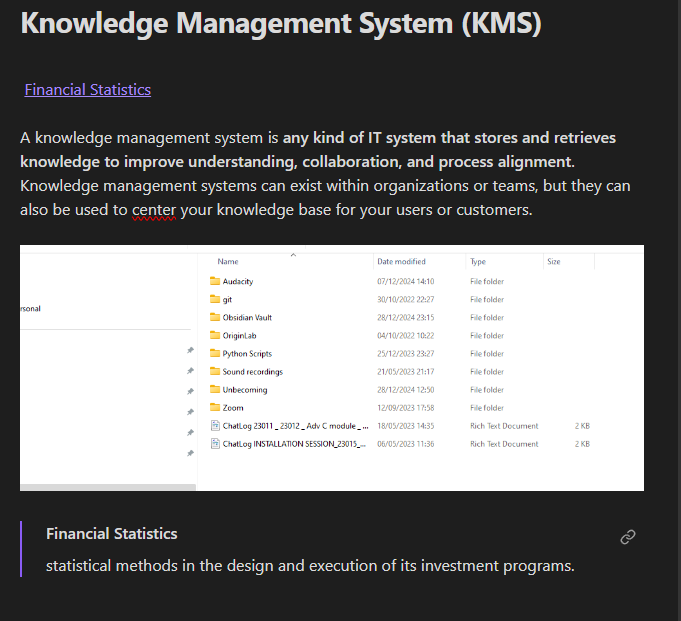 Knowledge Management System (KMS)
Financial Statistics
A knowledge management system is any kind of IT system that stores and retrieves
knowledge to improve understanding, collaboration, and process alignment.
Knowledge management systems can exist within organizations or teams, but they can
also be used to center your knowledge base for your users or customers.
Name Date modified Type Size
Audacity 07/12/2024 14:10 File folder
git 30/10/2022 22:27 File folder
rsonal
Obsidian Vault 28/12/2024 23:15 File folder
OriginLab 04/10/2022 10:22 File folder
Python Scripts 25/12/2023 23:27 File folder
Sound recordings 21/05/2023 21:17 File folder
Unbecoming 28/12/2024 12:50 File folder
Zoom 12/09/2023 17:58 File folder
ChatLog 23011 _ 23012 _ Adv C module _ ... 18/05/2023 14:35 Rich Text Document 2 KB
ChatLog INSTALLATION SESSION_23015_... 06/05/2023 11:36 Rich Text Document 2 KB
Financial Statistics
statistical methods in the design and execution of its investment programs.